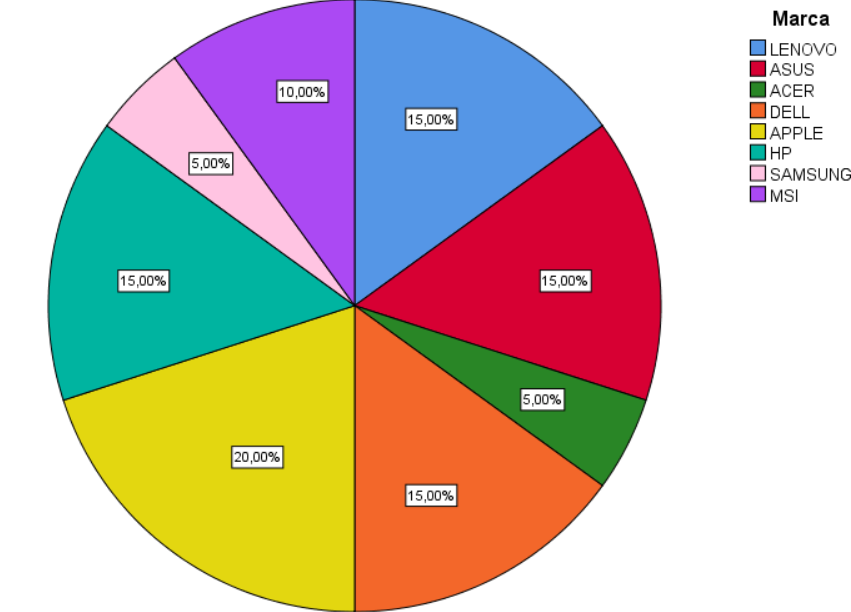 Marca
LENOVO
ASUS
ACER
DELL
APPLE
HP
SAMSUNG
MSI
10,00%
15,00%
5,00%
15,00%
15,00%
5,00%
20,00%
15,00%